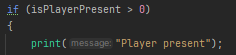 if (isPlayerPresent > 0)
{
print( message: "Player present");